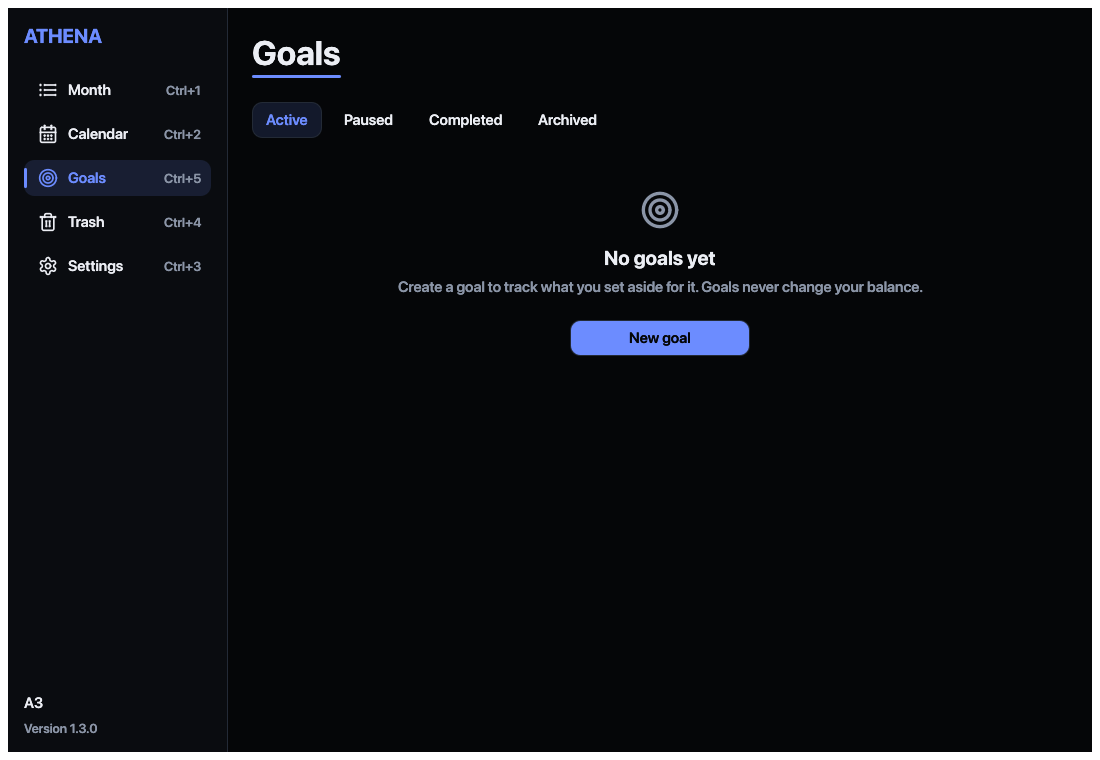 ATHENA
Month Ctrl+1
Calendar Ctrl+2
Goals Ctrl+5
Trash Ctrl+4
Settings Ctrl+3
A3
Version 1.3.0
Goals
Active Paused Completed Archived
No goals yet
Create a goal to track what you set aside for it. Goals never change your balance.
New goal